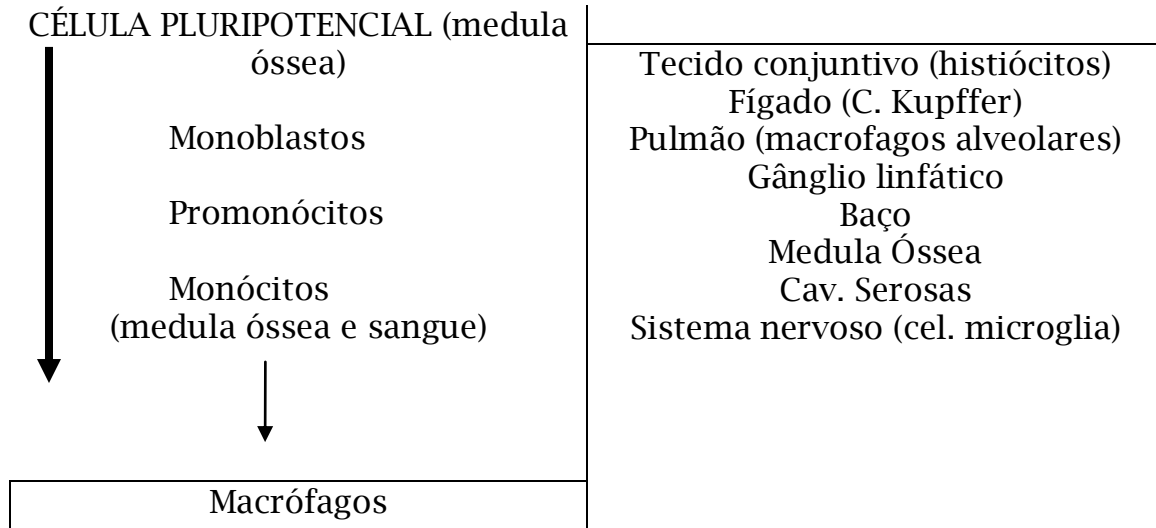 CÉLULA PLURIPOTENCIAL (medula
óssea)
Monoblastos
Promonócitos
Monócitos
(medula óssea e sangue)
Macrófagos
Tecido conjuntivo (histiócitos)
Fígado (C. Kupffer)
Pulmão (macrofagos alveolares)
Gânglio linfático
Baço
Medula Óssea
Cav. Serosas
Sistema nervoso (cel. microglia)